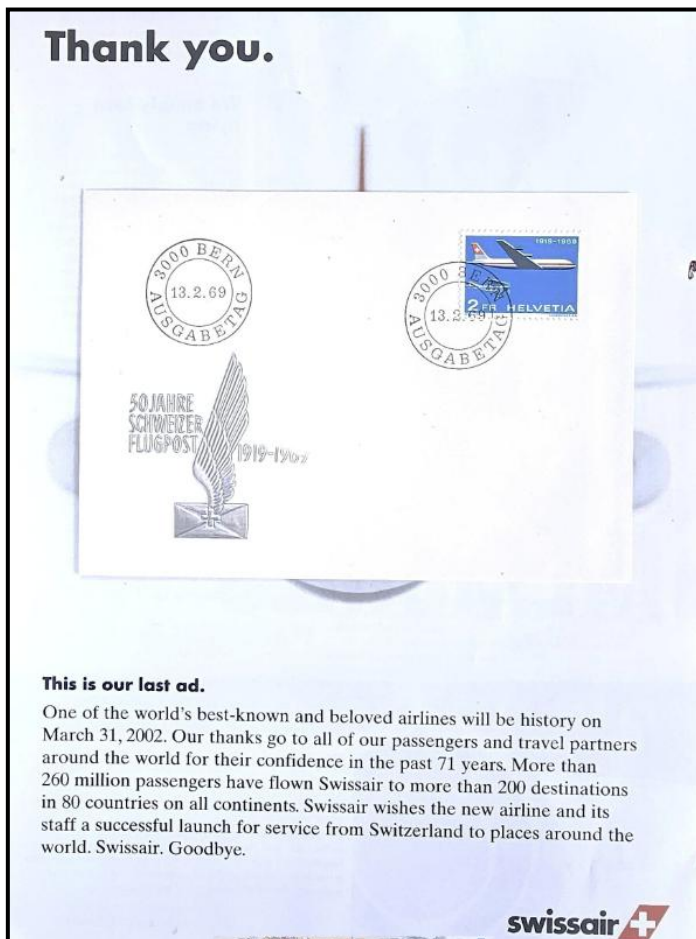 Thank you.
3000 BERN
13.2.69
AUSGABETAG
1919-1969
3000 BERN
13.2.69
AUSGABETAG
2 FR HELVETIA
50 JAHRE
SCHWEIZER
FLUGPOST
1919-1969
This is our last ad.
One of the world's best-known and beloved airlines will be history on
March 31, 2002. Our thanks go to all of our passengers and travel partners
around the world for their confidence in the past 71 years. More than
260 million passengers have flown Swissair to more than 200 destinations
in 80 countries on all continents. Swissair wishes the new airline and its
staff a successful launch for service from Switzerland to places around the
world. Swissair. Goodbye.
swissair